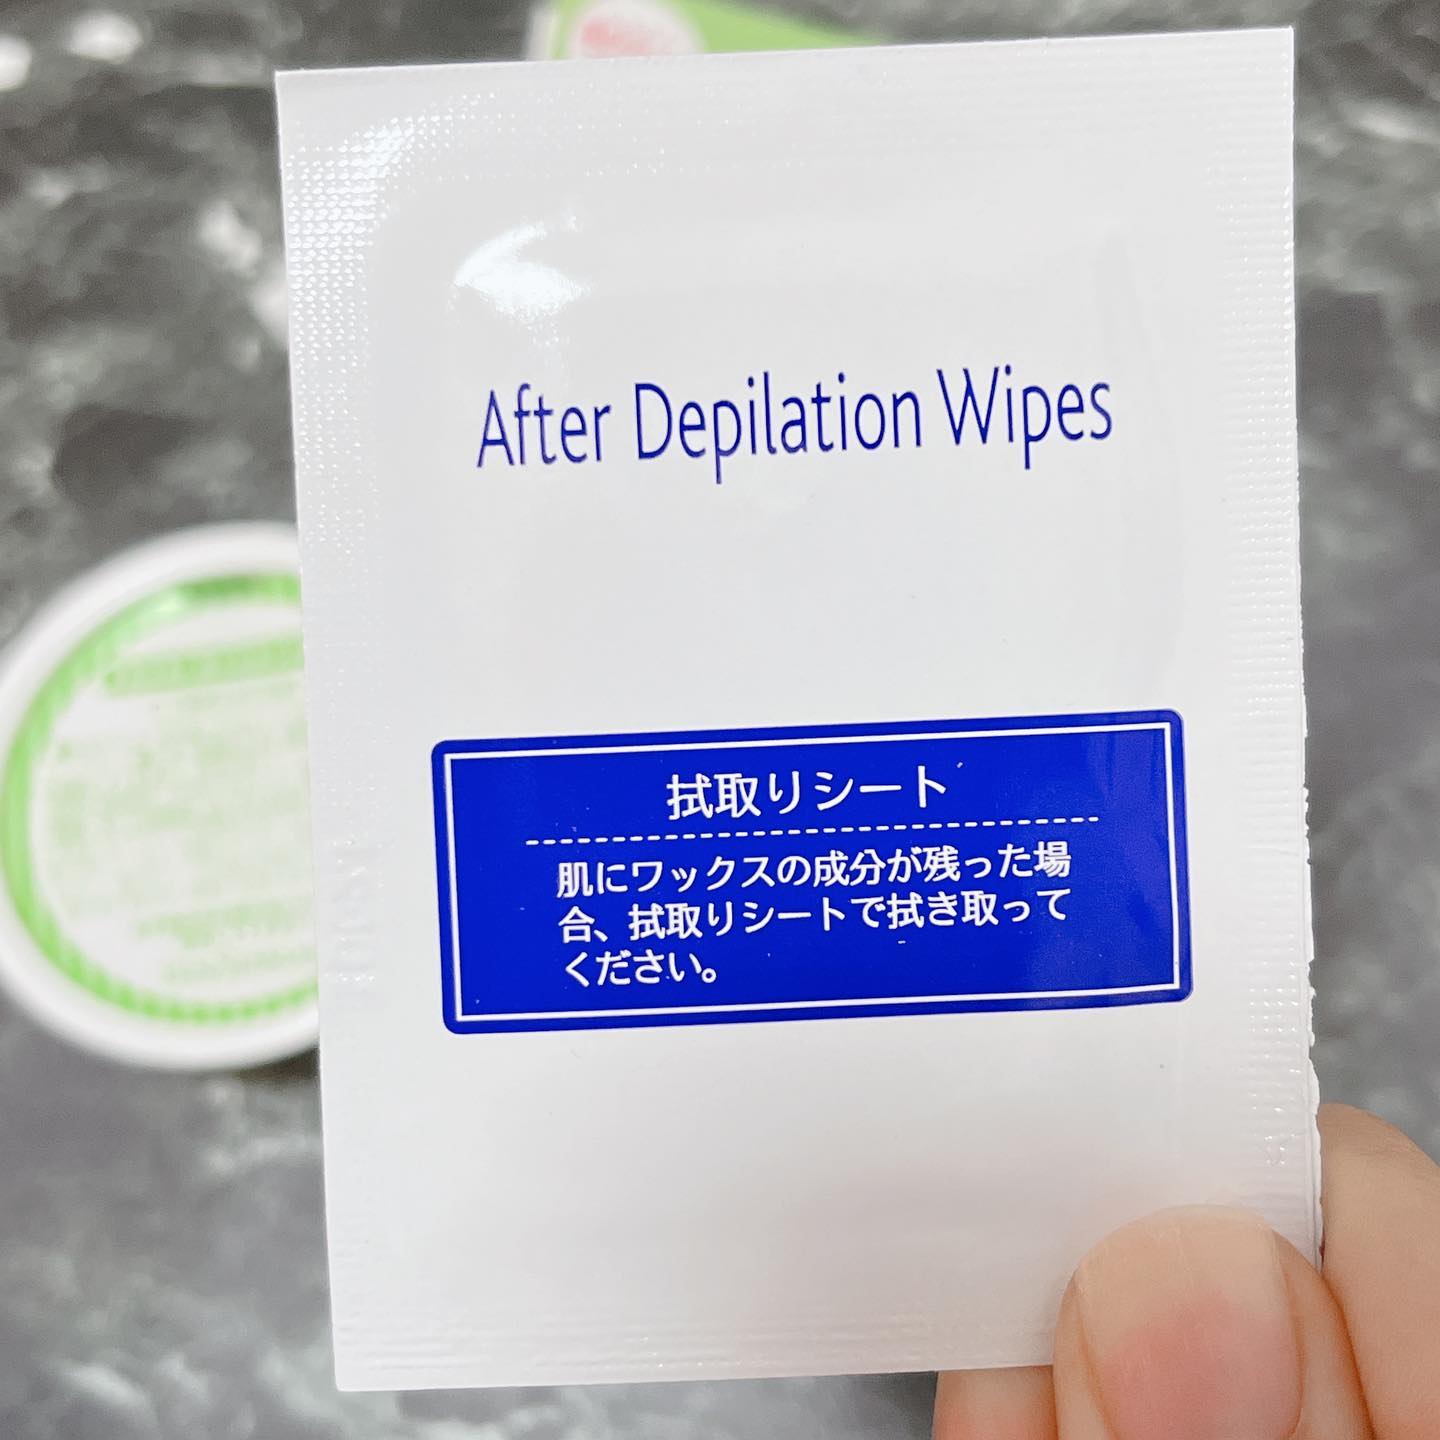 After Depilation Wipes
拭取りシート
肌にワックスの成分が残った場
合、拭取りシートで拭き取って
ください。